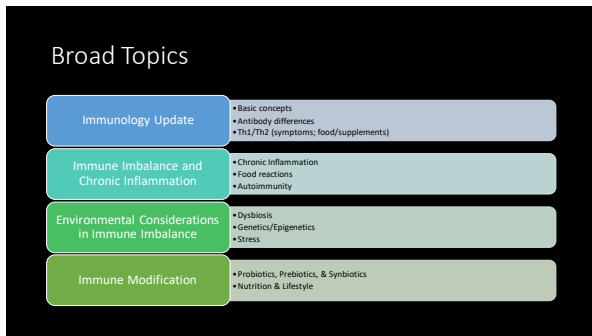 Broad Topics
Immunology Update
•Basic concepts
•Antibody differences
•Th1/Th2 (symptoms; food/supplements)
Immune Imbalance and
Chronic Inflammation
•Chronic Inflammation
•Food reactions
•Autoimmunity
Environmental Considerations
in Immune Imbalance
•Dysbiosis
•Genetics/Epigenetics
•Stress
Immune Modification
•Probiotics, Prebiotics, & Synbiotics
•Nutrition & Lifestyle